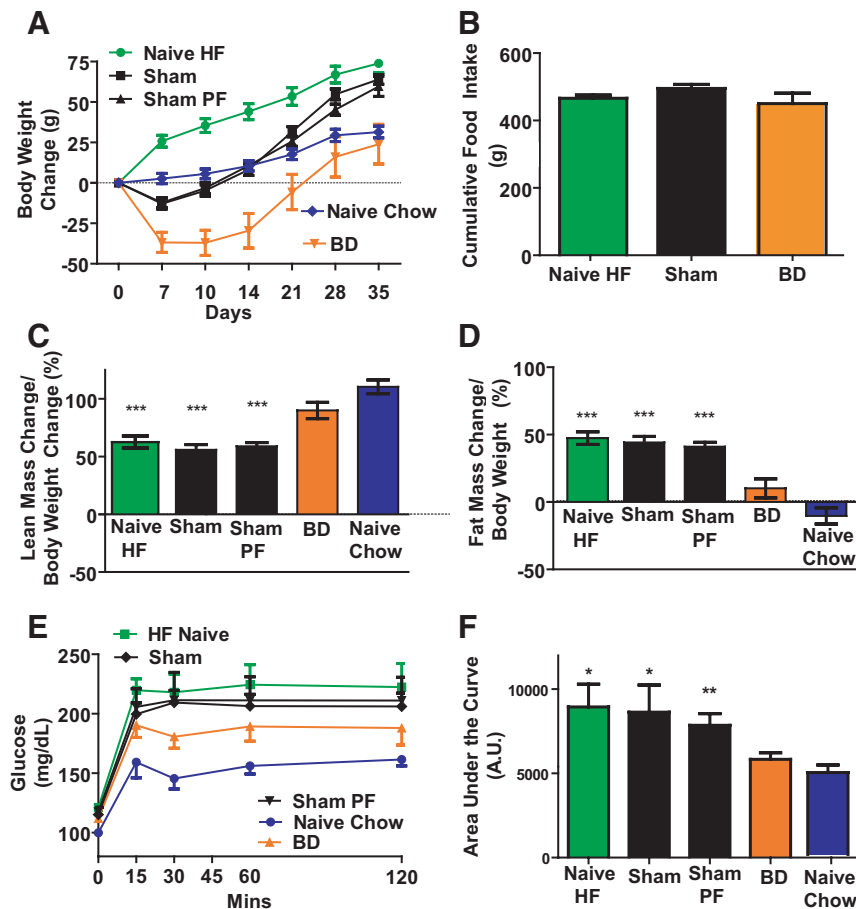 A
Naive HF
Sham
Sham PF
Body Weight
Change (g)
75
50
25
0
-25
-50
Naive Chow
BD
0 7 10 14 21 28 35
Days
B
Cumulative Food Intake
(g)
600
400
200
0
Naive HF Sham BD
C
Lean Mass Change/
Body Weight Change (%)
100
50
0
-50
*** *** ***
Naive
HF
Sham
Sham
PF
BD
Naive
Chow
D
Fat Mass Change/
Body Weight (%)
100
50
0
-50
*** *** ***
Naive
HF
Sham
Sham
PF
BD
Naive
Chow
E
HF Naive
Sham
Glucose
(mg/dL)
250
200
150
100
Sham PF
Naive Chow
BD
0 15 30 45 60 120
Mins
F
Area Under the Curve
(A.U.)
10000
5000
0
* * **
Naive
HF
Sham
Sham
PF
BD
Naive
Chow